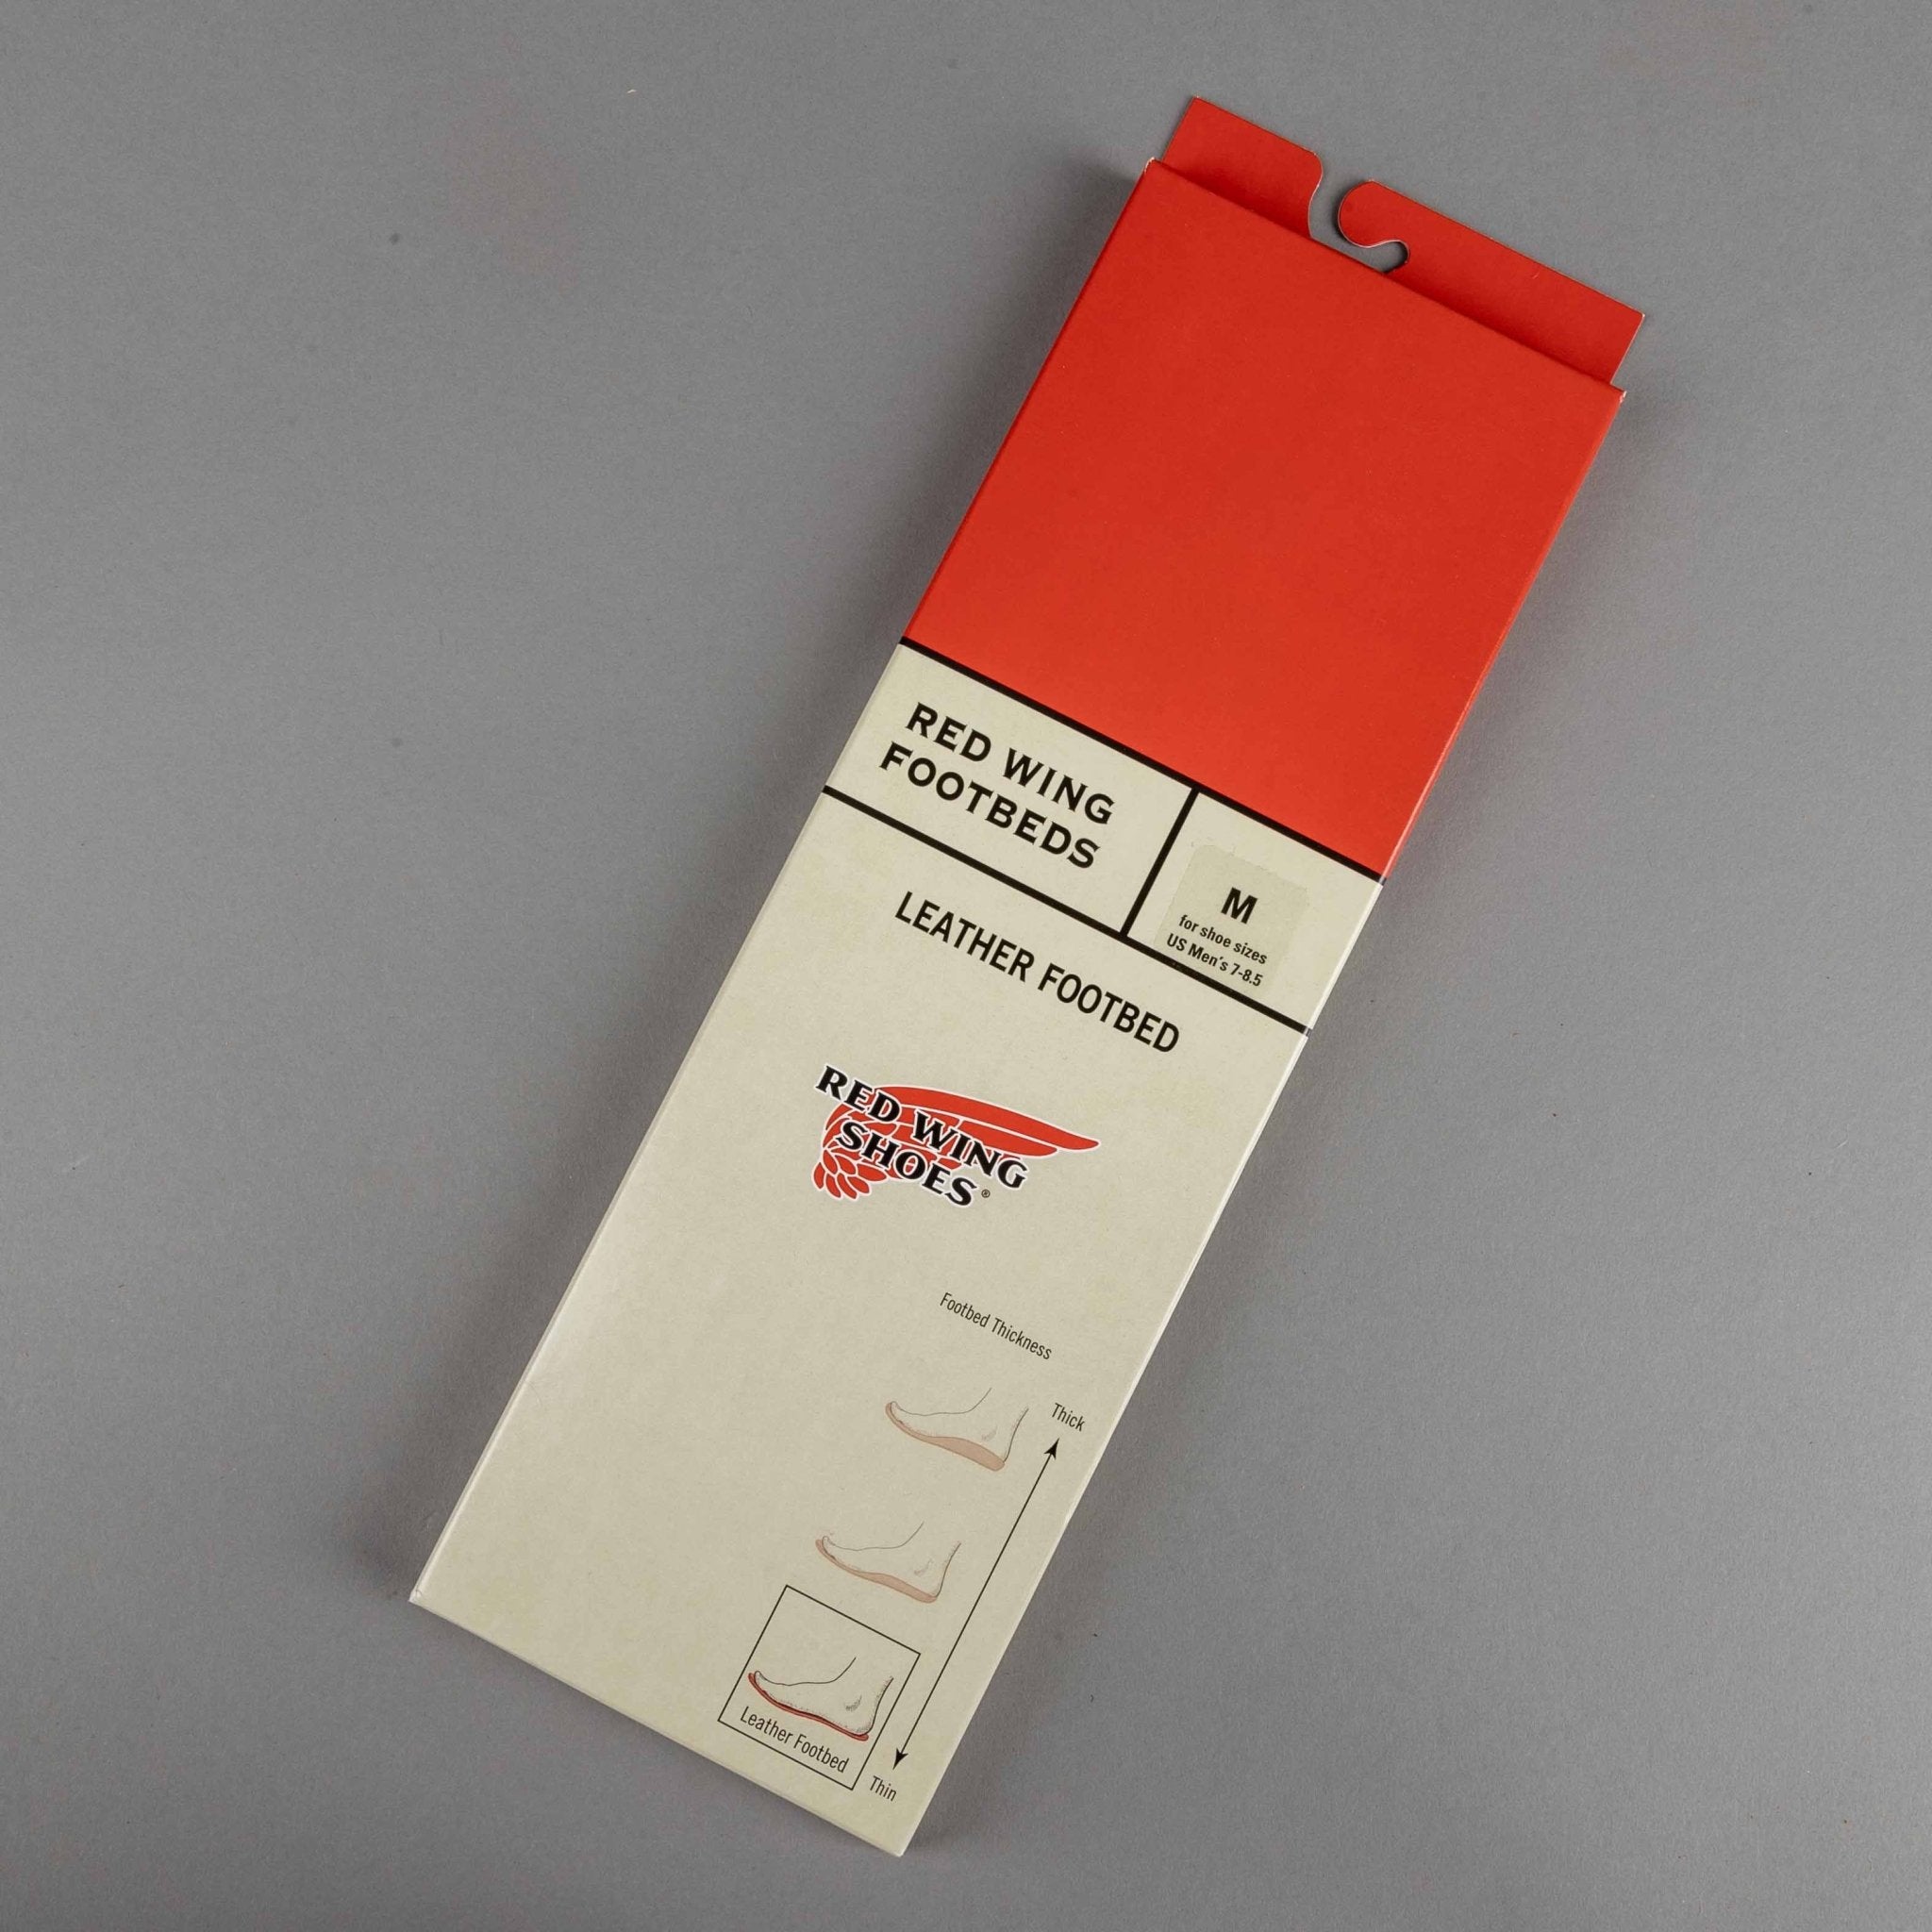 RED WING
FOOTBEDS
M
for shoe sizes
US Men's 7-8.5
LEATHER FOOTBED
RED WING
SHOES®
Footbed Thickness
Thick
Leather Footbed
Thin